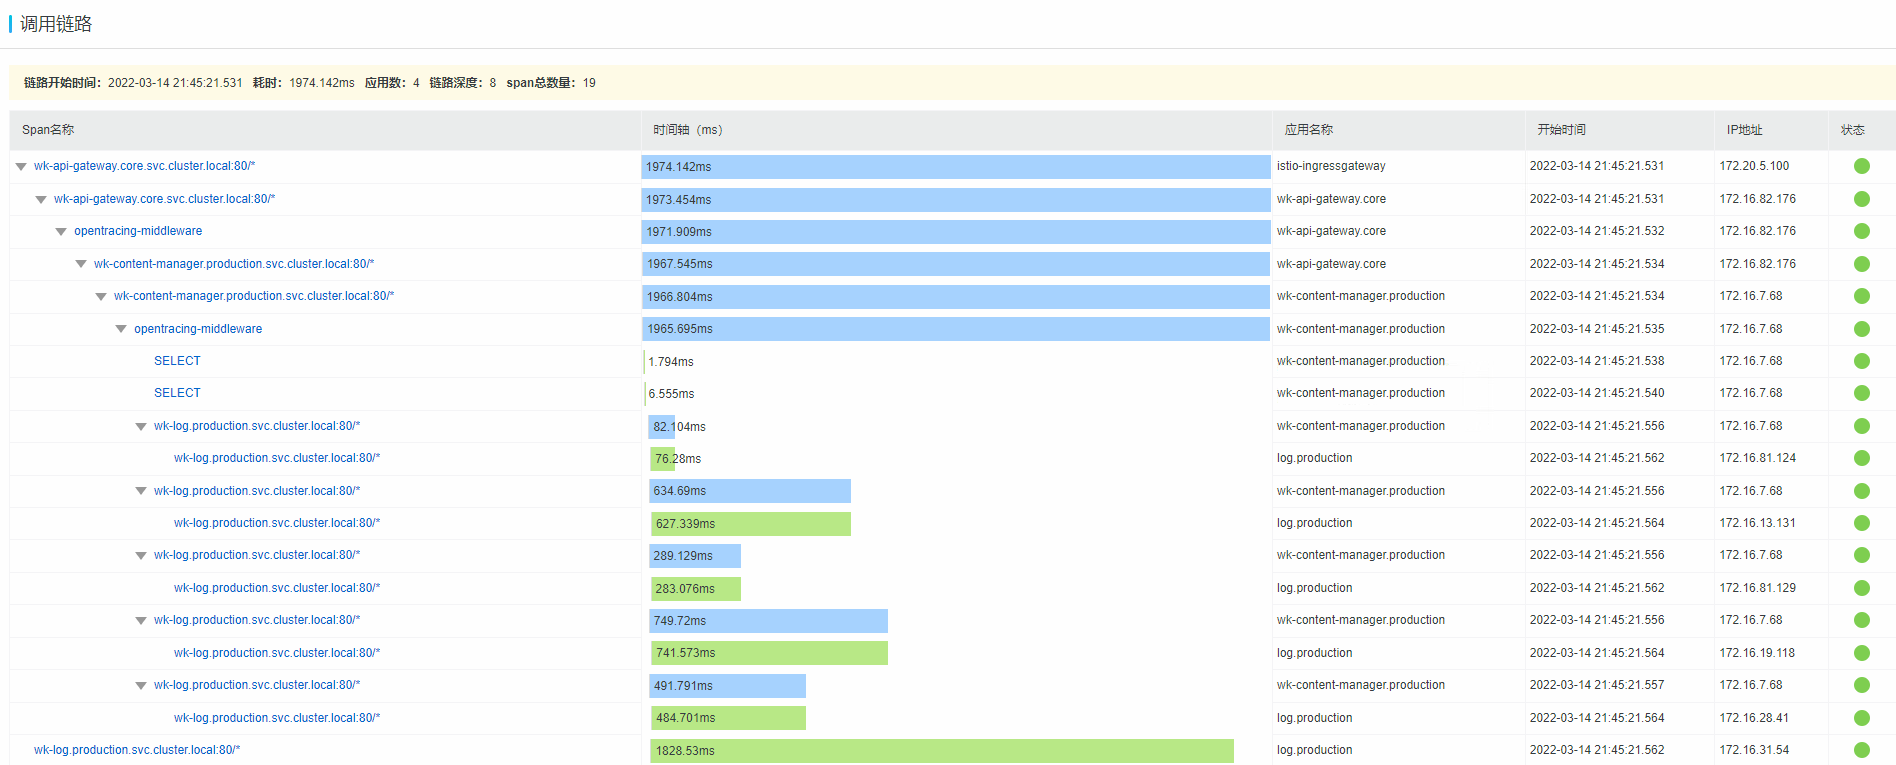 调用链路
链路开始时间：2022-03-14 21:45:21.531 耗时：1974.142ms 应用数：4 链路深度：8 span总数量：19
Span名称 时间轴（ms） 应用名称 开始时间 IP地址 状态
wk-api-gateway.core.svc.cluster.local:80/* 1974.142ms istio-ingressgateway 2022-03-14 21:45:21.531 172.20.5.100
wk-api-gateway.core.svc.cluster.local:80/* 1973.454ms wk-api-gateway.core 2022-03-14 21:45:21.531 172.16.82.176
opentracing-middleware 1971.909ms wk-api-gateway.core 2022-03-14 21:45:21.532 172.16.82.176
wk-content-manager.production.svc.cluster.local:80/* 1967.545ms wk-api-gateway.core 2022-03-14 21:45:21.534 172.16.82.176
wk-content-manager.production.svc.cluster.local:80/* 1966.804ms wk-content-manager.production 2022-03-14 21:45:21.534 172.16.7.68
opentracing-middleware 1965.695ms wk-content-manager.production 2022-03-14 21:45:21.535 172.16.7.68
SELECT 1.794ms wk-content-manager.production 2022-03-14 21:45:21.538 172.16.7.68
SELECT 6.555ms wk-content-manager.production 2022-03-14 21:45:21.540 172.16.7.68
wk-log.production.svc.cluster.local:80/* 82.104ms wk-content-manager.production 2022-03-14 21:45:21.556 172.16.7.68
wk-log.production.svc.cluster.local:80/* 76.28ms log.production 2022-03-14 21:45:21.562 172.16.81.124
wk-log.production.svc.cluster.local:80/* 634.69ms wk-content-manager.production 2022-03-14 21:45:21.556 172.16.7.68
wk-log.production.svc.cluster.local:80/* 627.339ms log.production 2022-03-14 21:45:21.564 172.16.13.131
wk-log.production.svc.cluster.local:80/* 289.129ms wk-content-manager.production 2022-03-14 21:45:21.556 172.16.7.68
wk-log.production.svc.cluster.local:80/* 283.076ms log.production 2022-03-14 21:45:21.562 172.16.81.129
wk-log.production.svc.cluster.local:80/* 749.72ms wk-content-manager.production 2022-03-14 21:45:21.556 172.16.7.68
wk-log.production.svc.cluster.local:80/* 741.573ms log.production 2022-03-14 21:45:21.564 172.16.19.118
wk-log.production.svc.cluster.local:80/* 491.791ms wk-content-manager.production 2022-03-14 21:45:21.557 172.16.7.68
wk-log.production.svc.cluster.local:80/* 484.701ms log.production 2022-03-14 21:45:21.564 172.16.28.41
wk-log.production.svc.cluster.local:80/* 1828.53ms log.production 2022-03-14 21:45:21.562 172.16.31.54